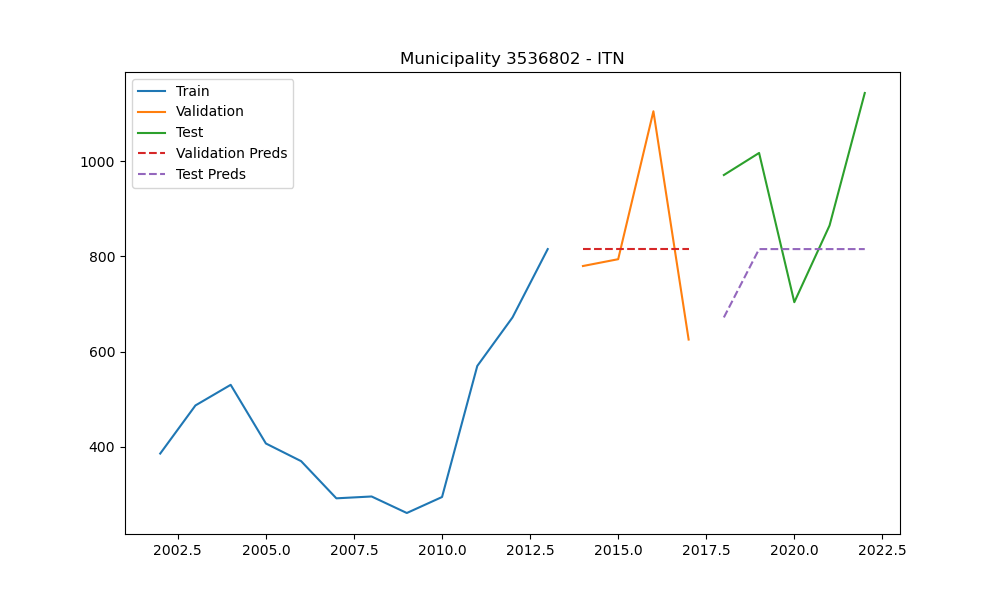 Municipality 3536802 - ITN
Train
Validation
Test
Validation Preds
Test Preds
1000
800
600
400
2002.5 2005.0 2007.5 2010.0 2012.5 2015.0 2017.5 2020.0 2022.5